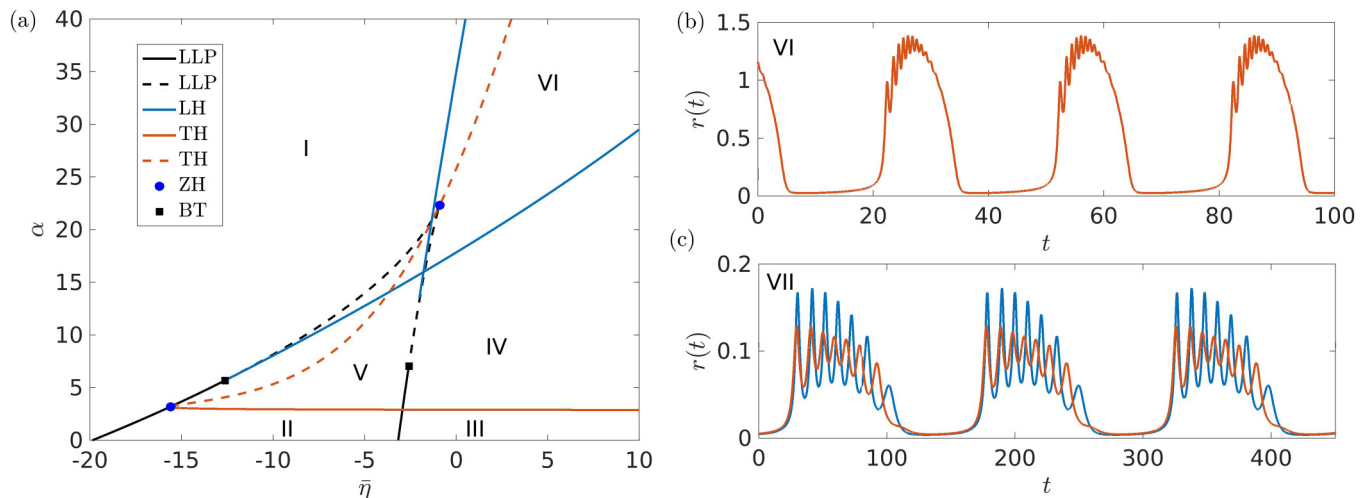 (a)
40
35
30
25
20
15
10
5
0
α
-20
-15
-10
-5
0
5
10
η̄
LLP
LLP
LH
TH
TH
ZH
BT
I
II
III
IV
V
VI
(b)
VI
1.5
1
0.5
0
r(t)
0
20
40
60
80
100
t
(c)
VII
0.2
0.1
0
r(t)
0
100
200
300
400
t